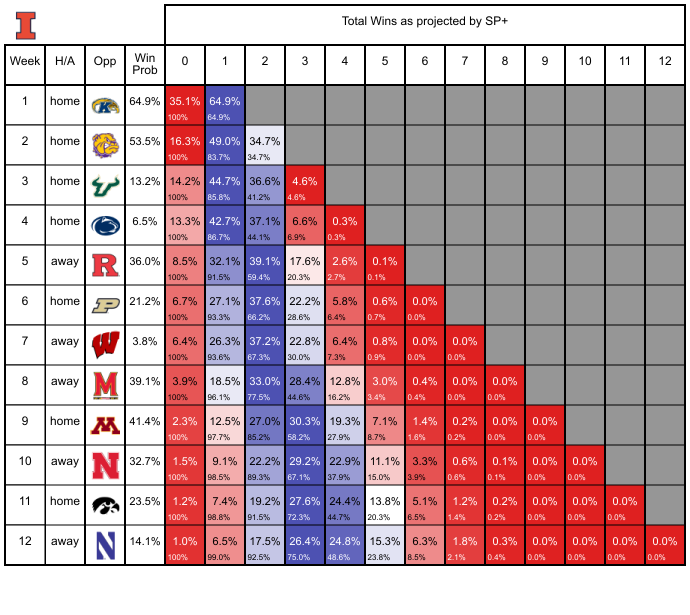 I
Total Wins as projected by SP+
Week H/A Opp Win Prob 0 1 2 3 4 5 6 7 8 9 10 11 12
1 home K 64.9% 35.1% 64.9%
100% 64.9%
2 home 53.5% 16.3% 49.0% 34.7%
100% 83.7% 34.7%
3 home 13.2% 14.2% 44.7% 36.6% 4.6%
100% 85.8% 41.2% 4.6%
4 home 6.5% 13.3% 42.7% 37.1% 6.6% 0.3%
100% 86.7% 44.1% 6.9% 0.3%
5 away R 36.0% 8.5% 32.1% 39.1% 17.6% 2.6% 0.1%
100% 91.5% 59.4% 20.3% 2.7% 0.1%
6 home P 21.2% 6.7% 27.1% 37.6% 22.2% 5.8% 0.6% 0.0%
100% 93.3% 66.2% 28.6% 6.4% 0.7% 0.0%
7 away W 3.8% 6.4% 26.3% 37.2% 22.8% 6.4% 0.8% 0.0% 0.0%
100% 93.6% 67.3% 30.0% 7.3% 0.9% 0.0% 0.0%
8 away M 39.1% 3.9% 18.5% 33.0% 28.4% 12.8% 3.0% 0.4% 0.0% 0.0%
100% 96.1% 77.5% 44.6% 16.2% 3.4% 0.4% 0.0% 0.0%
9 home M 41.4% 2.3% 12.5% 27.0% 30.3% 19.3% 7.1% 1.4% 0.2% 0.0% 0.0%
100% 97.7% 85.2% 58.2% 27.9% 8.7% 1.6% 0.2% 0.0% 0.0%
10 away N 32.7% 1.5% 9.1% 22.2% 29.2% 22.9% 11.1% 3.3% 0.6% 0.1% 0.0% 0.0%
100% 98.5% 89.3% 67.1% 37.9% 15.0% 3.9% 0.6% 0.1% 0.0% 0.0%
11 home 23.5% 1.2% 7.4% 19.2% 27.6% 24.4% 13.8% 5.1% 1.2% 0.2% 0.0% 0.0% 0.0%
100% 98.8% 91.5% 72.3% 44.7% 20.3% 6.5% 1.4% 0.2% 0.0% 0.0% 0.0%
12 away N 14.1% 1.0% 6.5% 17.5% 26.4% 24.8% 15.3% 6.3% 1.8% 0.3% 0.0% 0.0% 0.0% 0.0%
100% 99.0% 92.5% 75.0% 48.6% 23.8% 8.5% 2.1% 0.4% 0.0% 0.0% 0.0% 0.0%